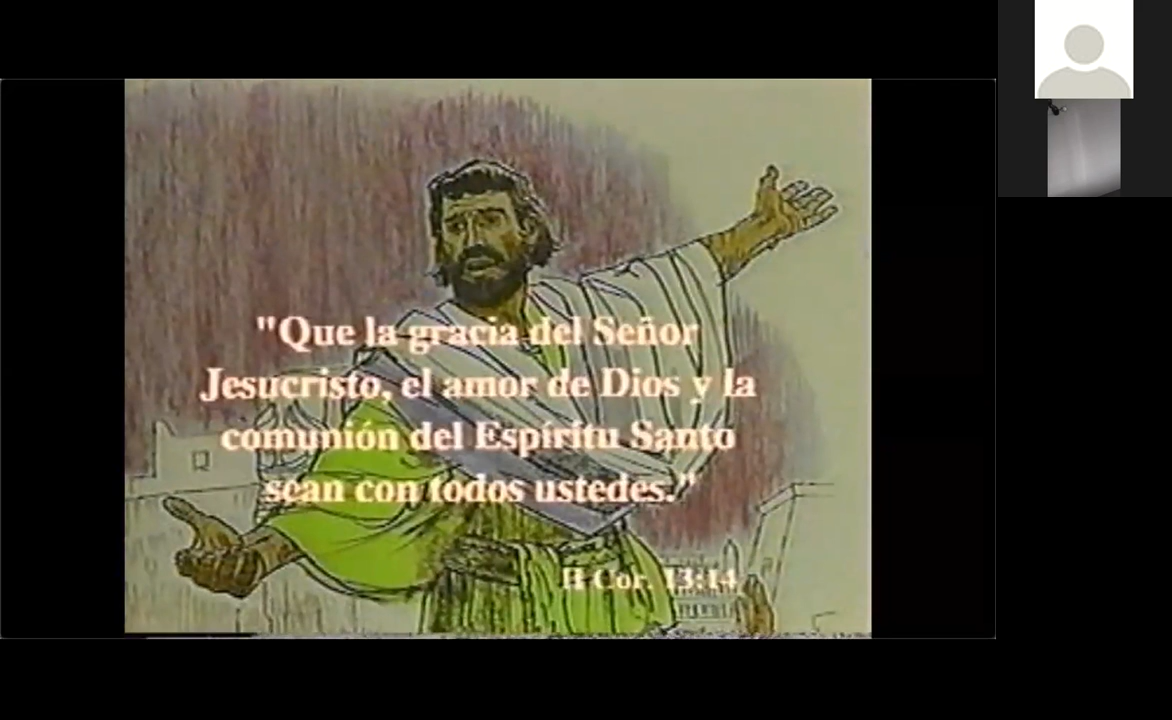 "Que la gracia del Señor
Jesucristo, el amor de Dios y la
comunión del Espíritu Santo
sean con todos ustedes."
II Cor. 13:14